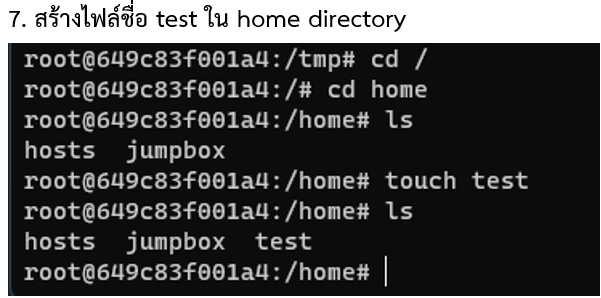 7. สร้างไฟล์ชื่อ test ใน home directory
root@649c83f001a4:/tmp# cd /
root@649c83f001a4:/# cd home
root@649c83f001a4:/home# ls
hosts  jumpbox
root@649c83f001a4:/home# touch test
root@649c83f001a4:/home# ls
hosts  jumpbox  test
root@649c83f001a4:/home#